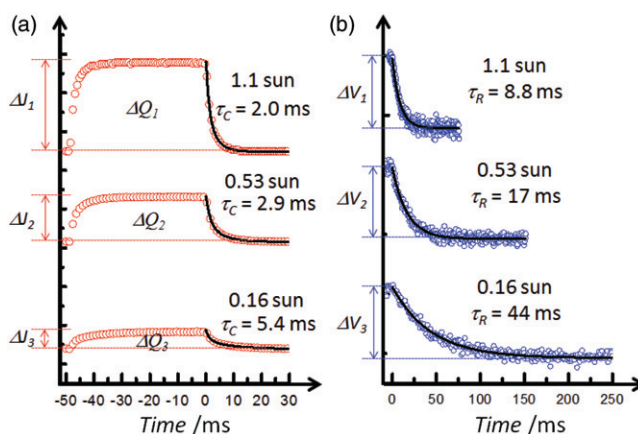 (a)
ΔJ1
1.1 sun
τC = 2.0 ms
ΔQ1
ΔJ2
0.53 sun
τC = 2.9 ms
ΔQ2
ΔJ3
0.16 sun
τC = 5.4 ms
ΔQ3
-50 -40 -30 -20 -10 0 10 20 30
Time /ms
(b)
ΔV1
1.1 sun
τR = 8.8 ms
ΔV2
0.53 sun
τR = 17 ms
ΔV3
0.16 sun
τR = 44 ms
0 50 100 150 200 250
Time /ms